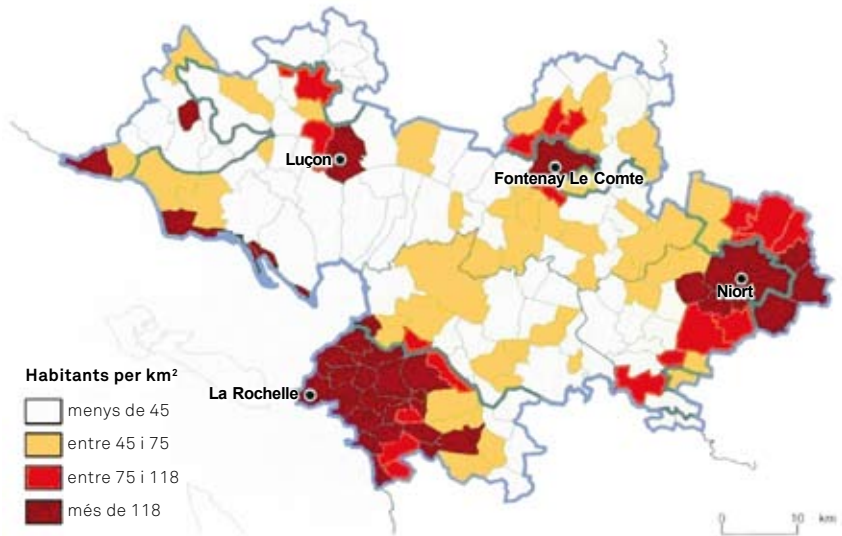 Luçon
Fontenay Le Comte
Niort
La Rochelle
Habitants per km²
menys de 45
entre 45 i 75
entre 75 i 118
més de 118
0 10 km